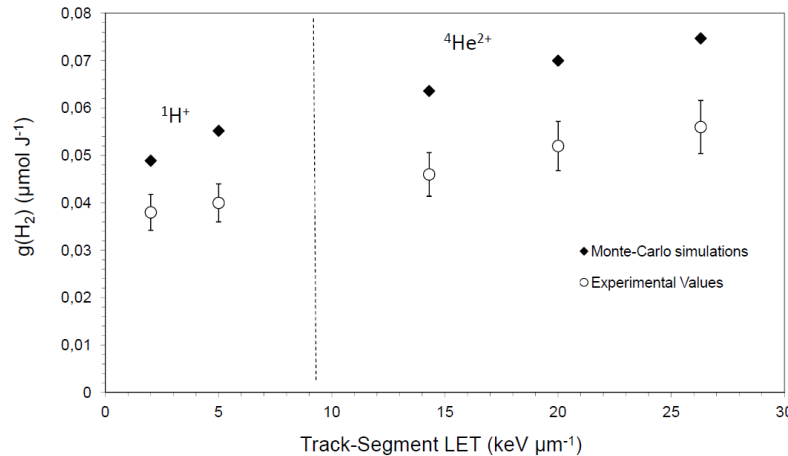 0,08
0,07
0,06
0,05
0,04
0,03
0,02
0,01
0
g(H₂) (µmol J⁻¹)
¹H⁺
⁴He²⁺
Monte-Carlo simulations
Experimental Values
0 5 10 15 20 25 30
Track-Segment LET (keV µm⁻¹)